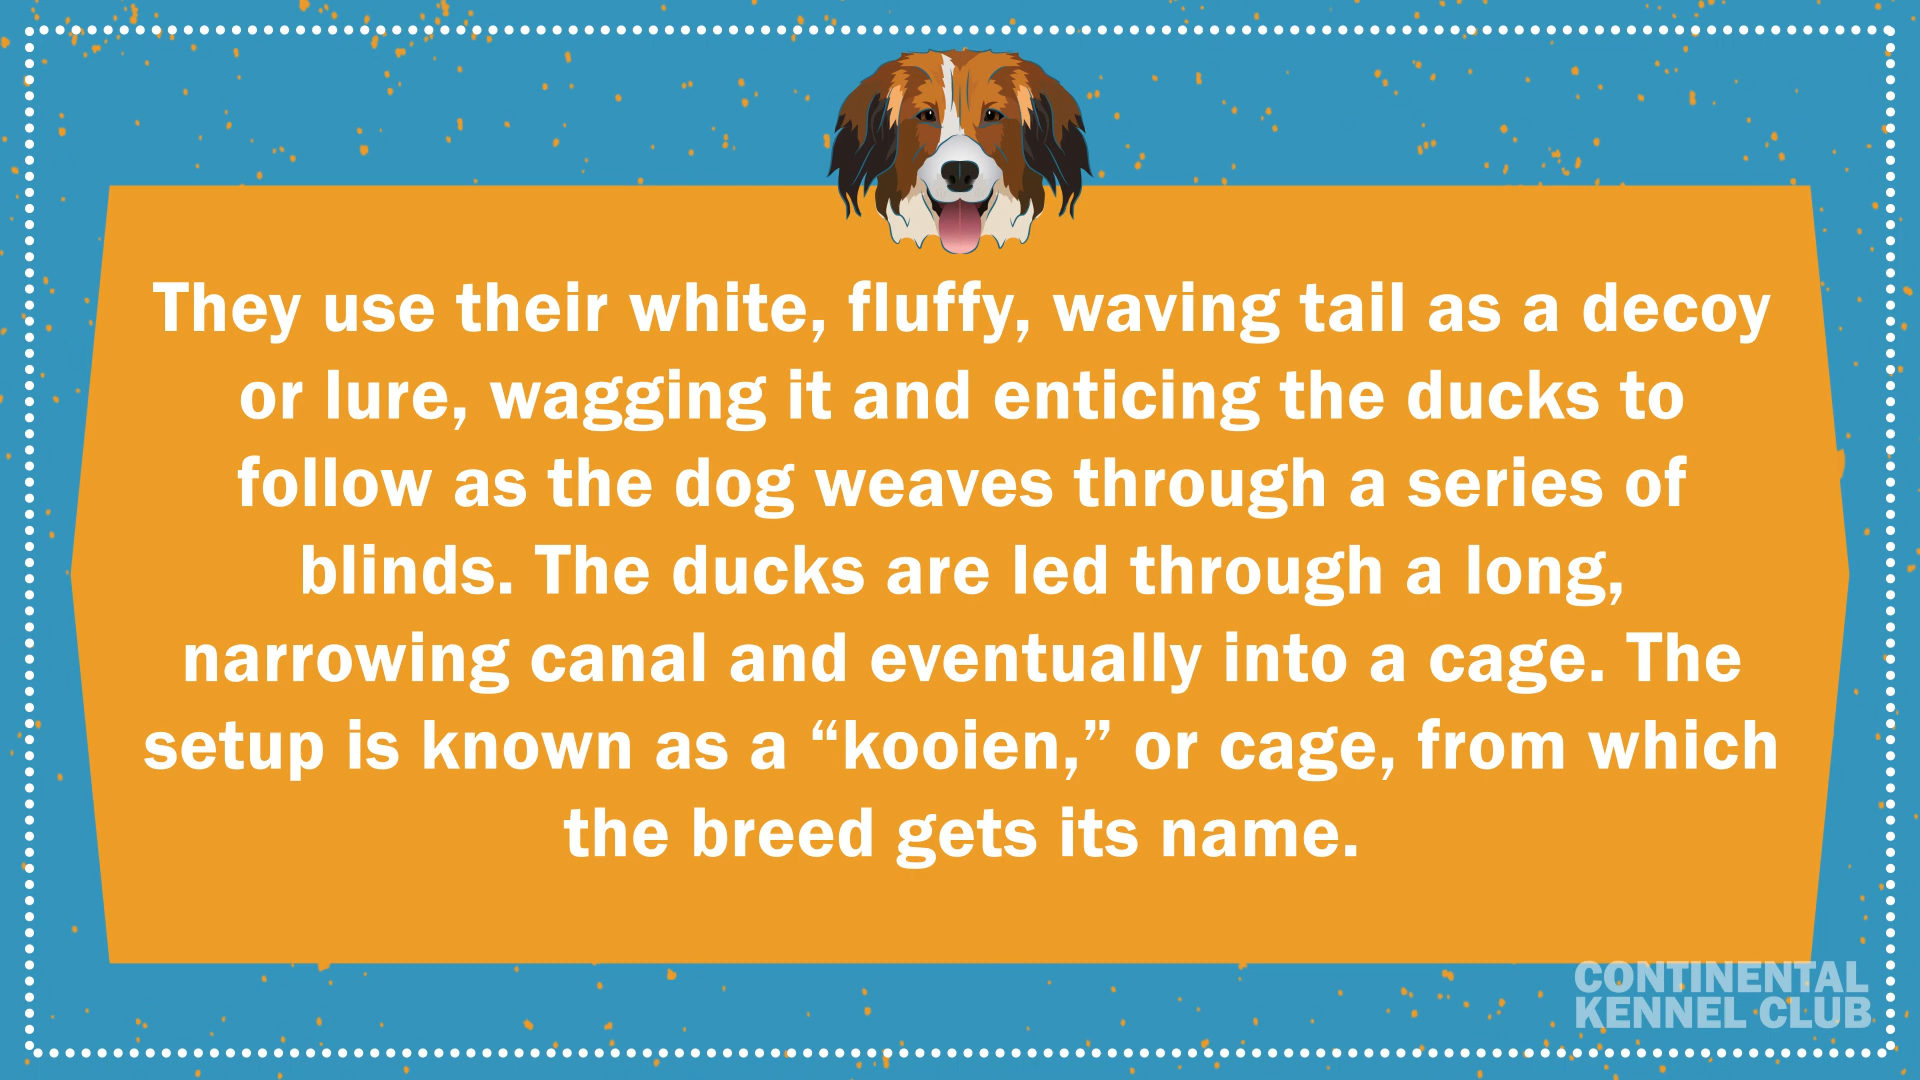 They use their white, fluffy, waving tail as a decoy
or lure, wagging it and enticing the ducks to
follow as the dog weaves through a series of
blinds. The ducks are led through a long,
narrowing canal and eventually into a cage. The
setup is known as a “kooien,” or cage, from which
the breed gets its name.
CONTINENTAL
KENNEL CLUB